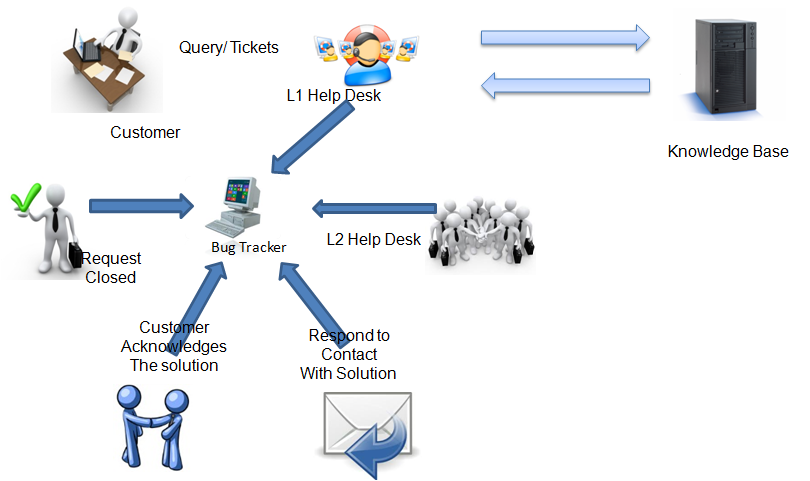 Query/ Tickets
L1 Help Desk
Customer
Knowledge Base
Bug Tracker
L2 Help Desk
Request
Closed
Customer
Acknowledges
The solution
Respond to
Contact
With Solution